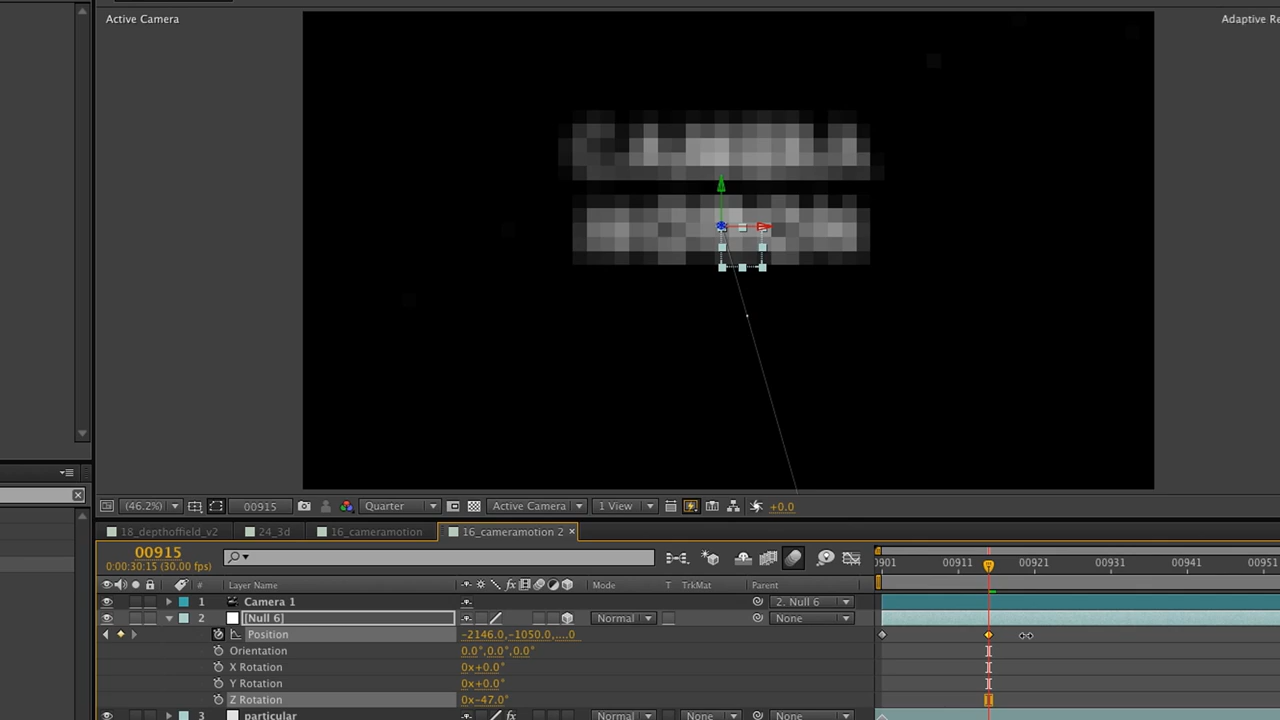 Active Camera
Adaptive Re
(46.2%) 00915 Quarter Active Camera 1 View +0.0
18_depthoffield_v2 24_3d 16_cameramotion 16_cameramotion 2 ×
00915
0:00:30:15 (30.00 fps)
0901 00911 00921 00931 00941 00951
# Layer Name fx Mode T TrkMat Parent
1 Camera 1 2. Null 6
2 [Null 6] Normal None
Position -2146.0,-1050.0,....0
Orientation 0.0°,0.0°,0.0°
X Rotation 0x+0.0°
Y Rotation 0x+0.0°
Z Rotation 0x-47.0°
3 particular fx Normal None None